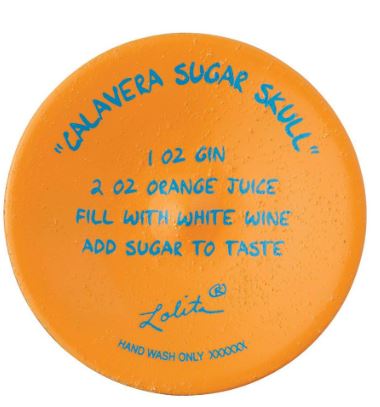 "CALAVERA SUGAR SKULL"
1 OZ GIN
2 OZ ORANGE JUICE
FILL WITH WHITE WINE
ADD SUGAR TO TASTE
Lolita®
HAND WASH ONLY XXXXXX